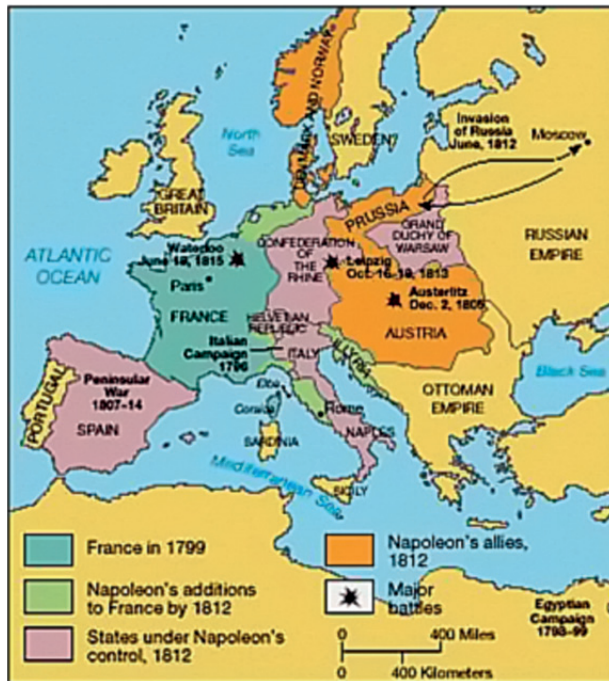 North
Sea
DENMARK AND NORWAY
SWEDEN
Invasion
of Russia
June, 1812
Moscow
GREAT
BRITAIN
PRUSSIA
GRAND
DUCHY OF
WARSAW
RUSSIAN
EMPIRE
ATLANTIC
OCEAN
Waterloo
June 18, 1815
CONFEDERATION
OF
THE
RHINE
Leipzig
Oct. 16-19, 1813
Paris
Austerlitz
Dec. 2, 1805
FRANCE
HELVETIAN
REPUBLIC
AUSTRIA
Italian
Campaign
1796
ITALY
ILLYRIA
Black Sea
PORTUGAL
Peninsular
War
1807-14
SPAIN
Elba
Corsica
Rome
OTTOMAN
EMPIRE
SARDINIA
NAPLES
Mediterranean Sea
SICILY
France in 1799
Napoleon's additions
to France by 1812
States under Napoleon's
control, 1812
Napoleon's allies,
1812
Major
battles
Egyptian
Campaign
1798-99
0 400 Miles
0 400 Kilometers